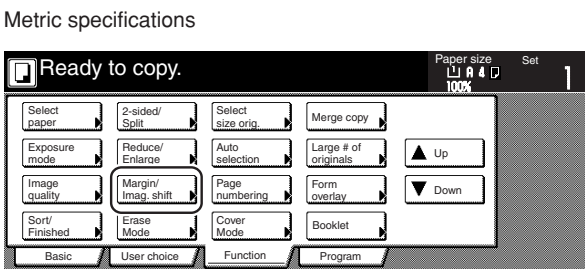 Metric specifications
Ready to copy.
Paper size
A4
100%
Set
1
Select
paper
2-sided/
Split
Select
size orig.
Merge copy
Exposure
mode
Reduce/
Enlarge
Auto
selection
Large # of
originals
Up
Image
quality
Margin/
Imag. shift
Page
numbering
Form
overlay
Down
Sort/
Finished
Erase
Mode
Cover
Mode
Booklet
Basic
User choice
Function
Program